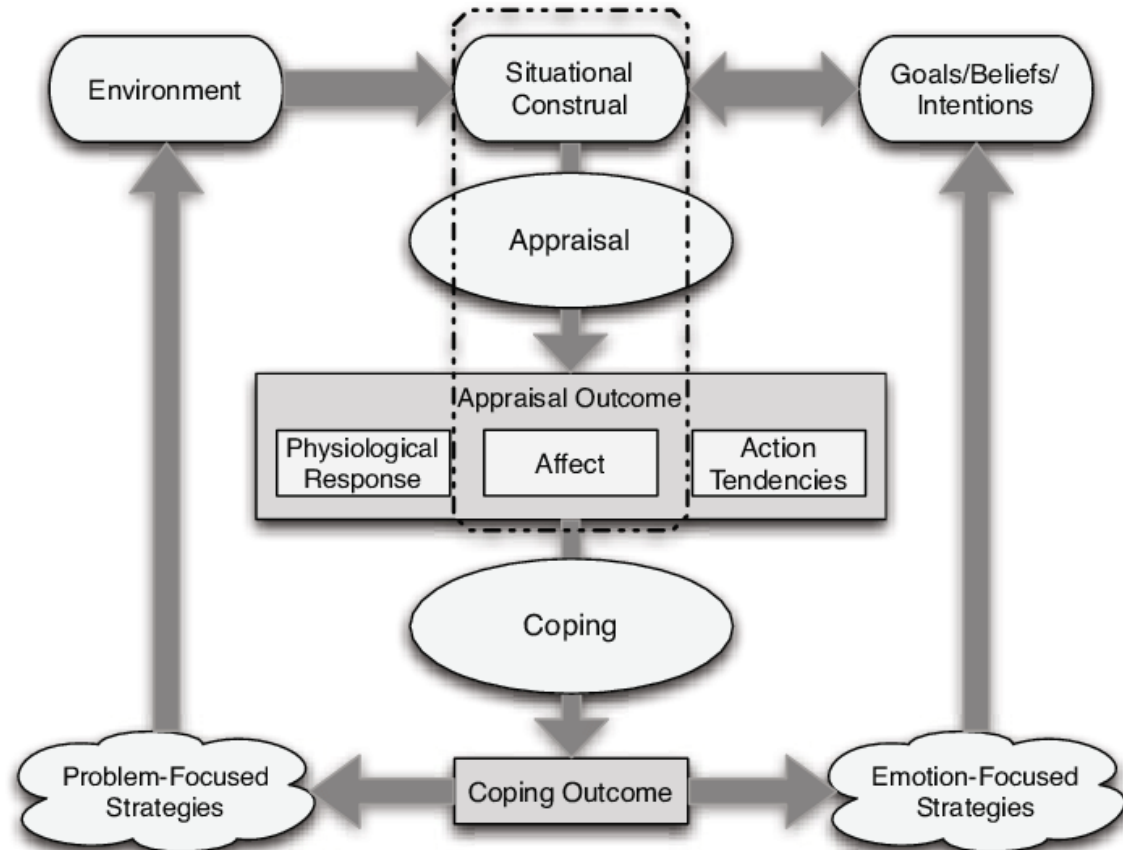 Environment
Situational
Construal
Goals/Beliefs/
Intentions
Appraisal
Appraisal Outcome
Physiological
Response
Affect
Action
Tendencies
Coping
Problem-Focused
Strategies
Coping Outcome
Emotion-Focused
Strategies